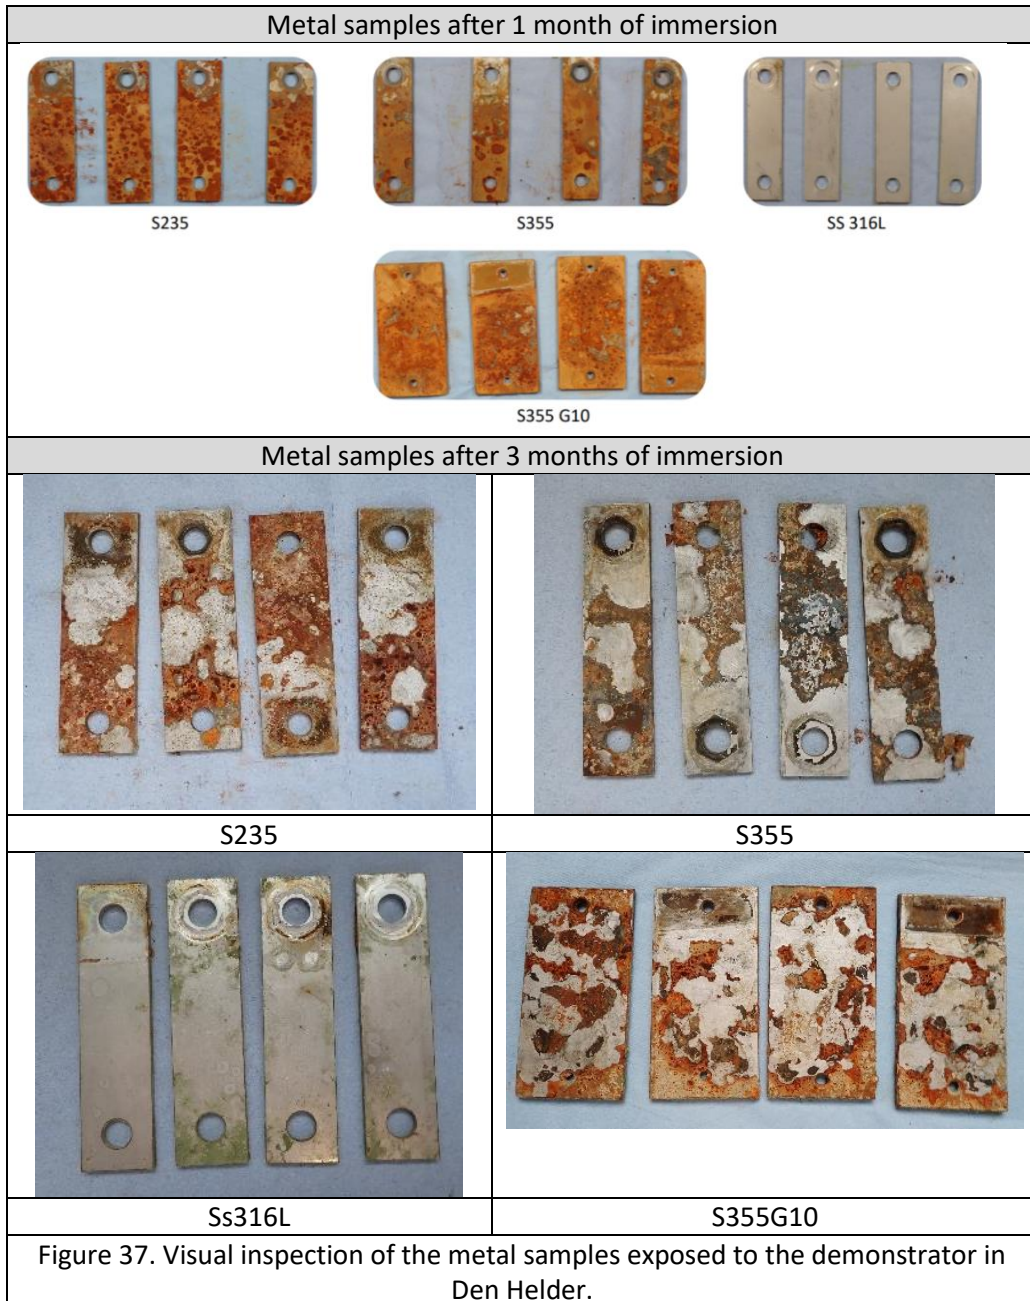 Metal samples after 1 month of immersion
S235
S355
SS 316L
S355 G10
Metal samples after 3 months of immersion
S235
S355
Ss316L
S355G10
Figure 37. Visual inspection of the metal samples exposed to the demonstrator in
Den Helder.